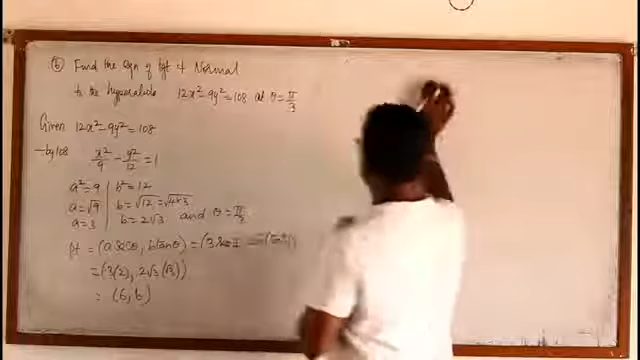 ⑥ Find the eqn of tgt & Normal
to the hyperbola 12x²-9y²=108 at θ=π/3
Given 12x²-9y²=108
÷ by 108 x²/9 - y²/12 = 1
a²=9 | b²=12
a=√9 | b=√12=√4×3
a=3 | b=2√3 and θ=π/3
pt = (a secθ, b tanθ) = (3 sec π/3
= (3(2), 2√3(√3))
= (6, 6)